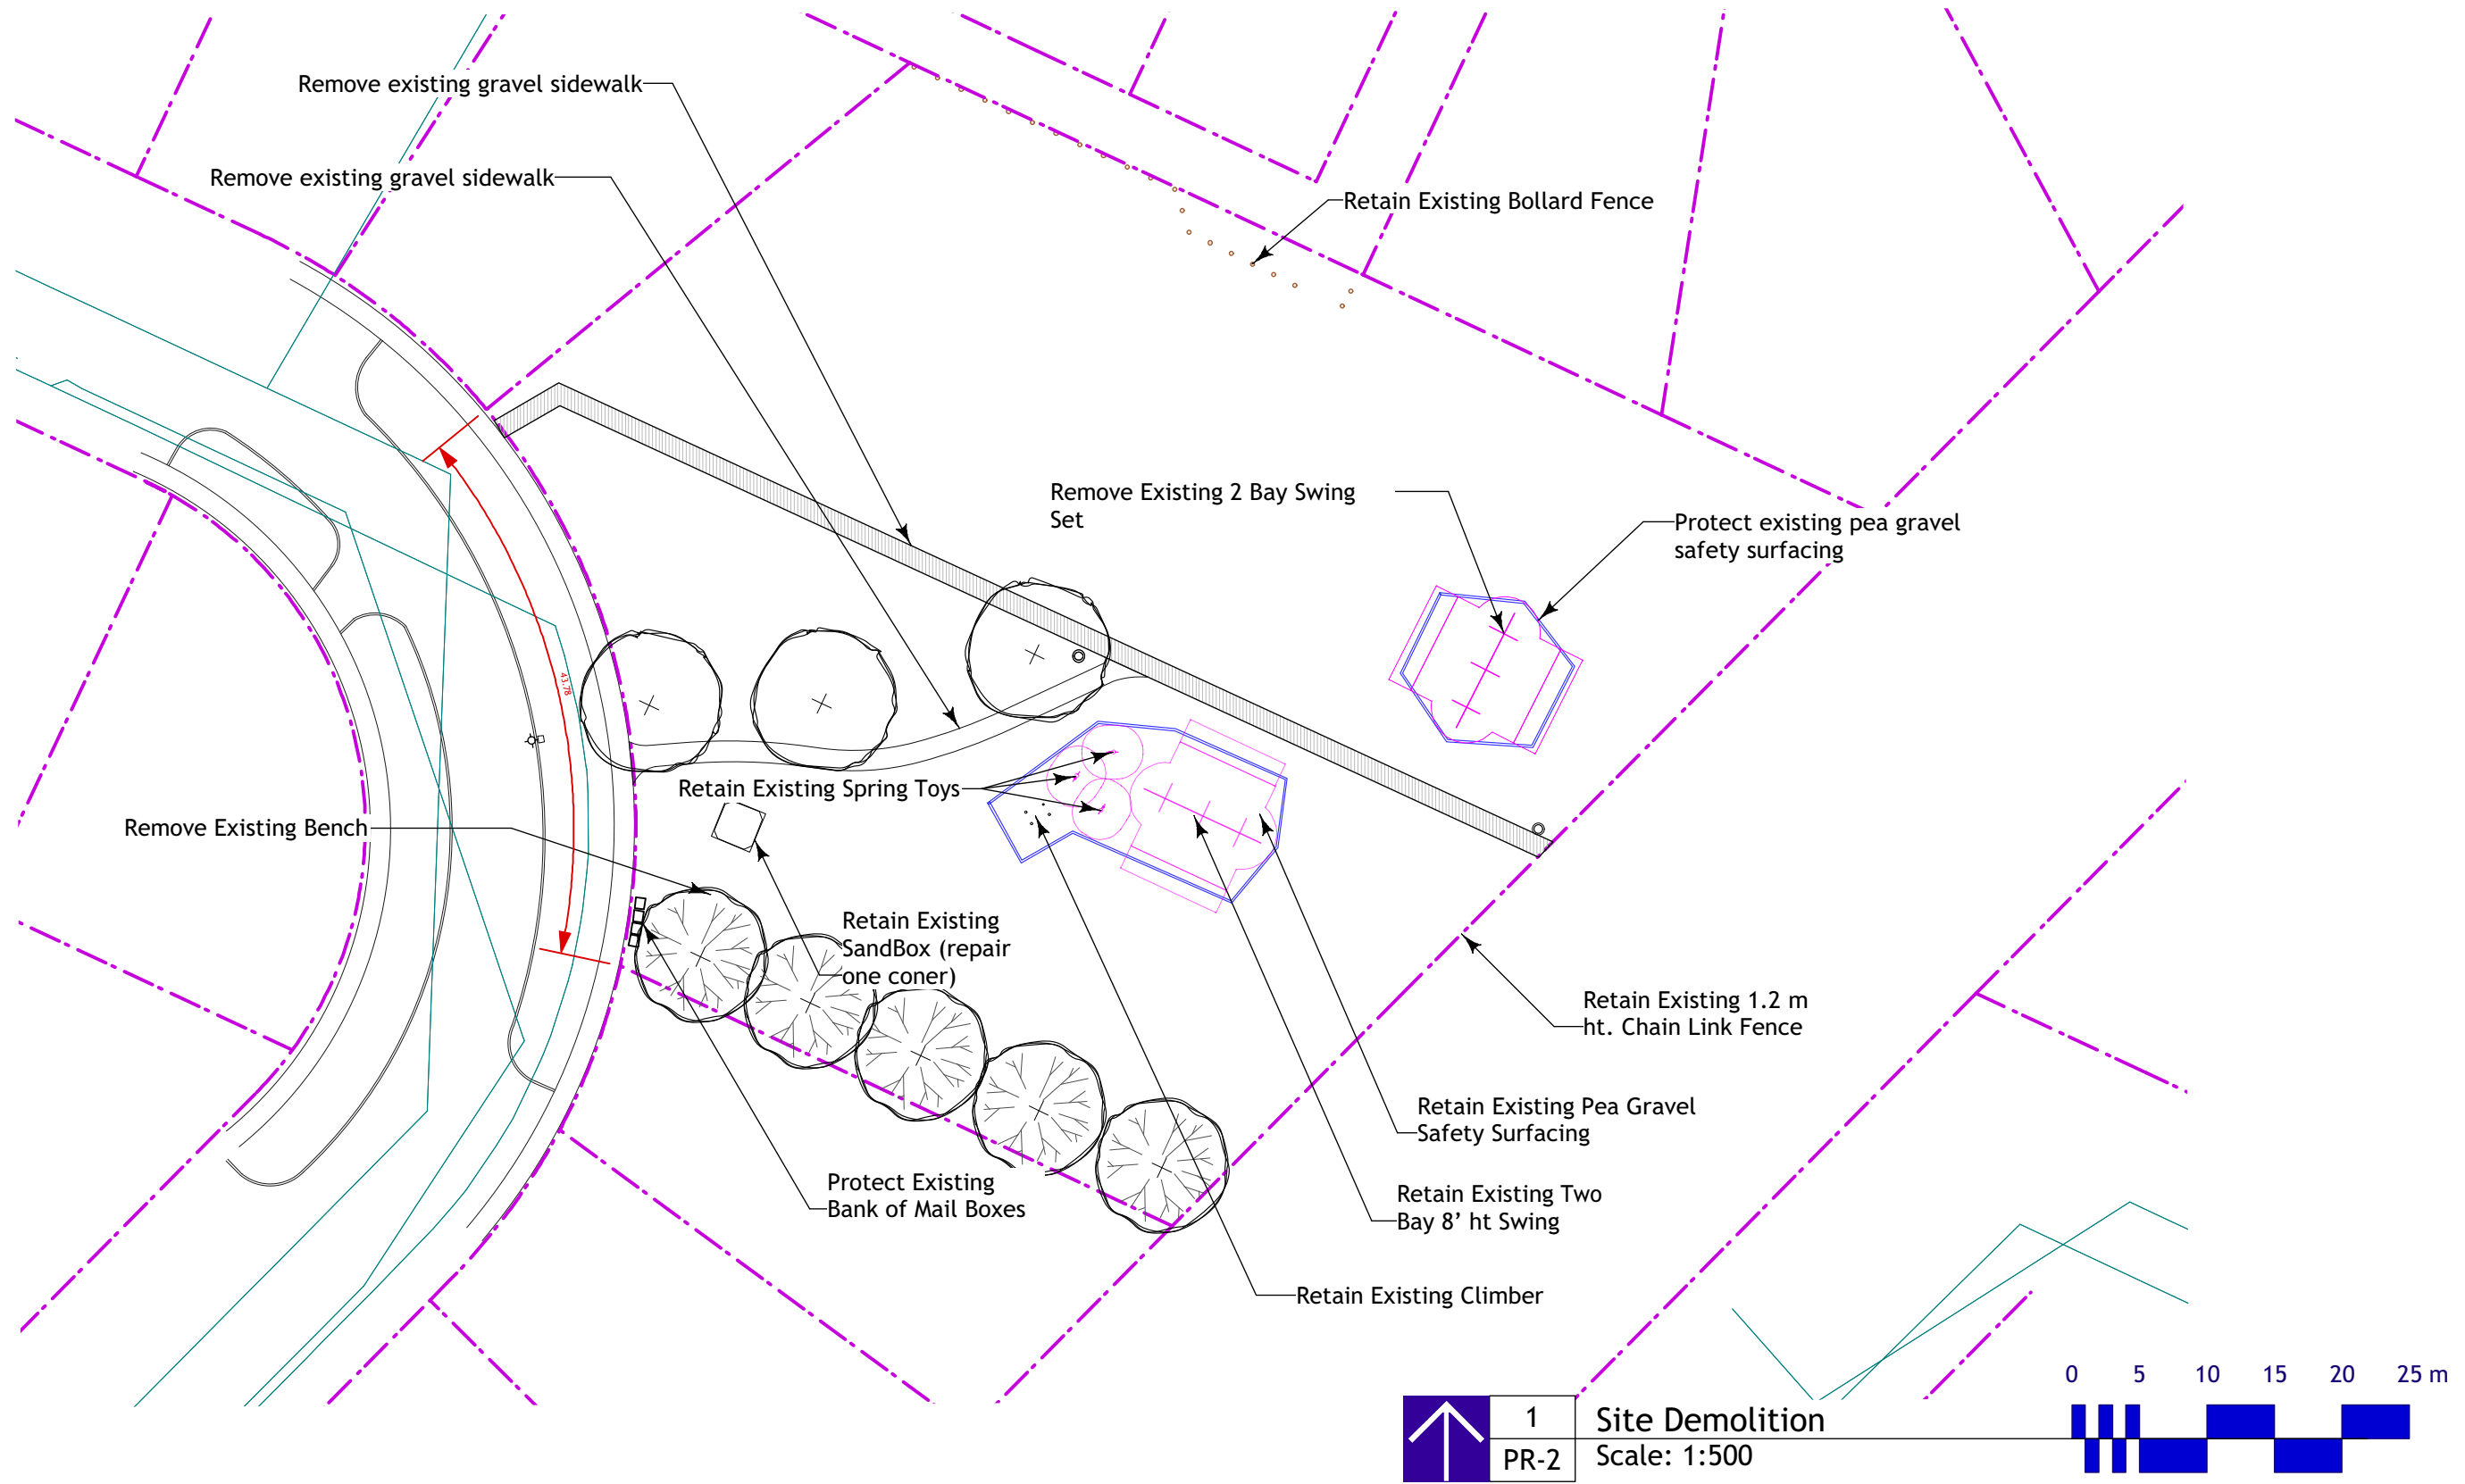 Remove existing gravel sidewalk
Remove existing gravel sidewalk
Retain Existing Bollard Fence
Remove Existing 2 Bay Swing
Set
Protect existing pea gravel
safety surfacing
43.78
Retain Existing Spring Toys
Remove Existing Bench
Retain Existing
SandBox (repair
one coner)
Retain Existing 1.2 m
ht. Chain Link Fence
Retain Existing Pea Gravel
Safety Surfacing
Protect Existing
Bank of Mail Boxes
Retain Existing Two
Bay 8’ ht Swing
Retain Existing Climber
0 5 10 15 20 25 m
1
PR-2
Site Demolition
Scale: 1:500